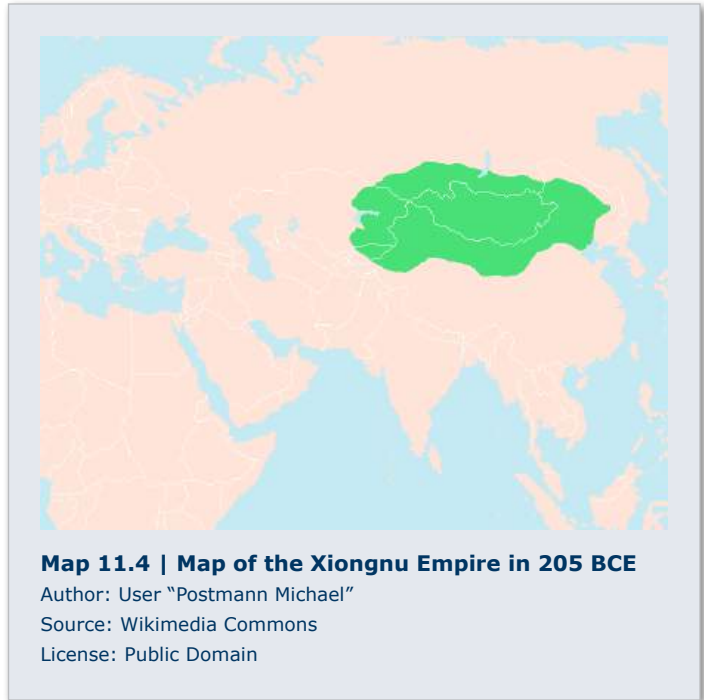 Map 11.4 | Map of the Xiongnu Empire in 205 BCE
Author: User “Postmann Michael”
Source: Wikimedia Commons
License: Public Domain